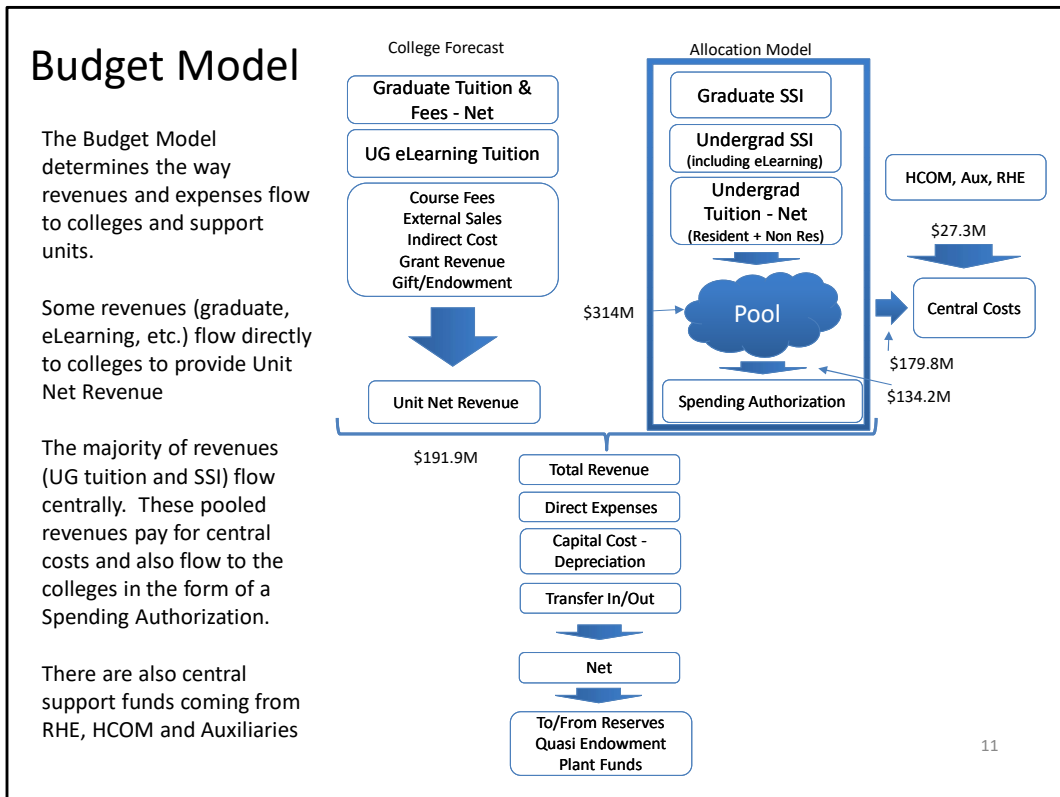 Budget Model
The Budget Model
determines the way
revenues and expenses flow
to colleges and support
units.
Some revenues (graduate,
eLearning, etc.) flow directly
to colleges to provide Unit
Net Revenue
The majority of revenues
(UG tuition and SSI) flow
centrally. These pooled
revenues pay for central
costs and also flow to the
colleges in the form of a
Spending Authorization.
There are also central
support funds coming from
RHE, HCOM and Auxiliaries
College Forecast
Graduate Tuition &
Fees - Net
UG eLearning Tuition
Course Fees
External Sales
Indirect Cost
Grant Revenue
Gift/Endowment
Unit Net Revenue
$191.9M
Allocation Model
Graduate SSI
Undergrad SSI
(including eLearning)
Undergrad
Tuition - Net
(Resident + Non Res)
$314M
Pool
Spending Authorization
HCOM, Aux, RHE
$27.3M
Central Costs
$179.8M
$134.2M
Total Revenue
Direct Expenses
Capital Cost -
Depreciation
Transfer In/Out
Net
To/From Reserves
Quasi Endowment
Plant Funds
11